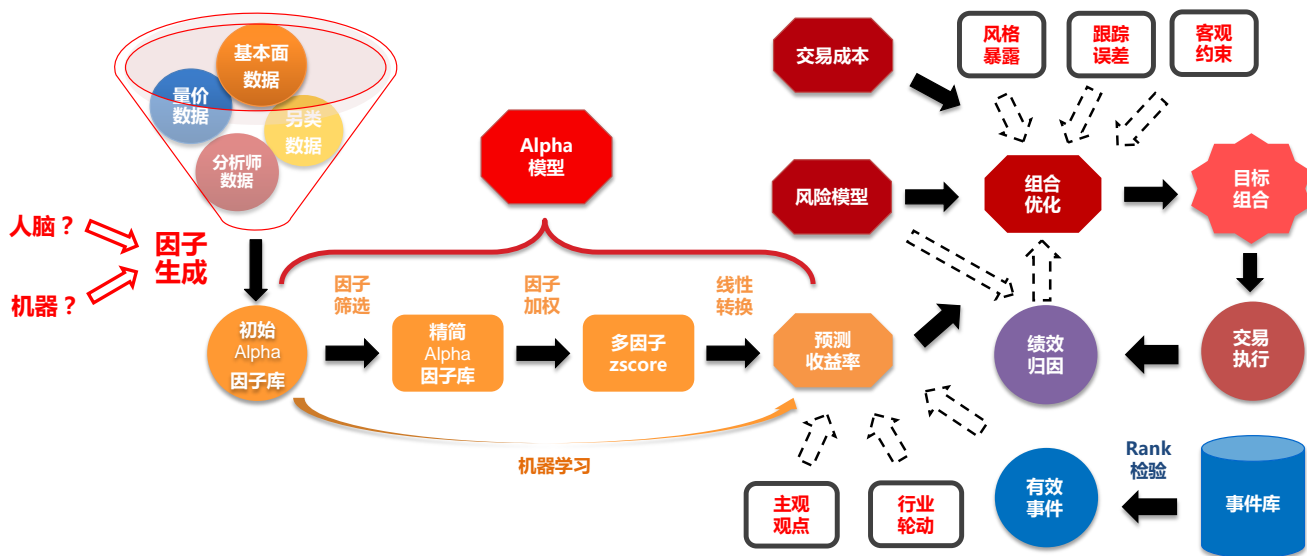 基本面
数据
量价
数据
另类
数据
分析师
数据
人脑？
机器？
因子
生成
Alpha
模型
因子
筛选
因子
加权
线性
转换
初始
Alpha
因子库
精简
Alpha
因子库
多因子
zscore
预测
收益率
机器学习
交易成本
风格
暴露
跟踪
误差
客观
约束
风险模型
组合
优化
目标
组合
绩效
归因
交易
执行
主观
观点
行业
轮动
有效
事件
Rank
检验
事件库